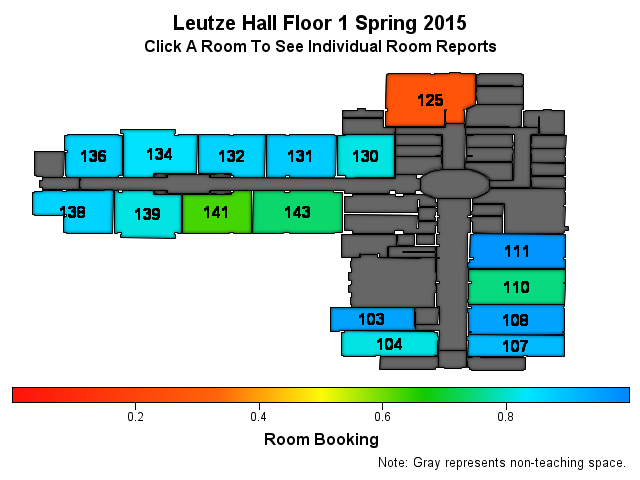 Leutze Hall Floor 1 Spring 2015
Click A Room To See Individual Room Reports
125
136 134 132 131 130
138 139 141 143
111
110
103 108
104 107
0.2 0.4 0.6 0.8
Room Booking
Note: Gray represents non-teaching space.